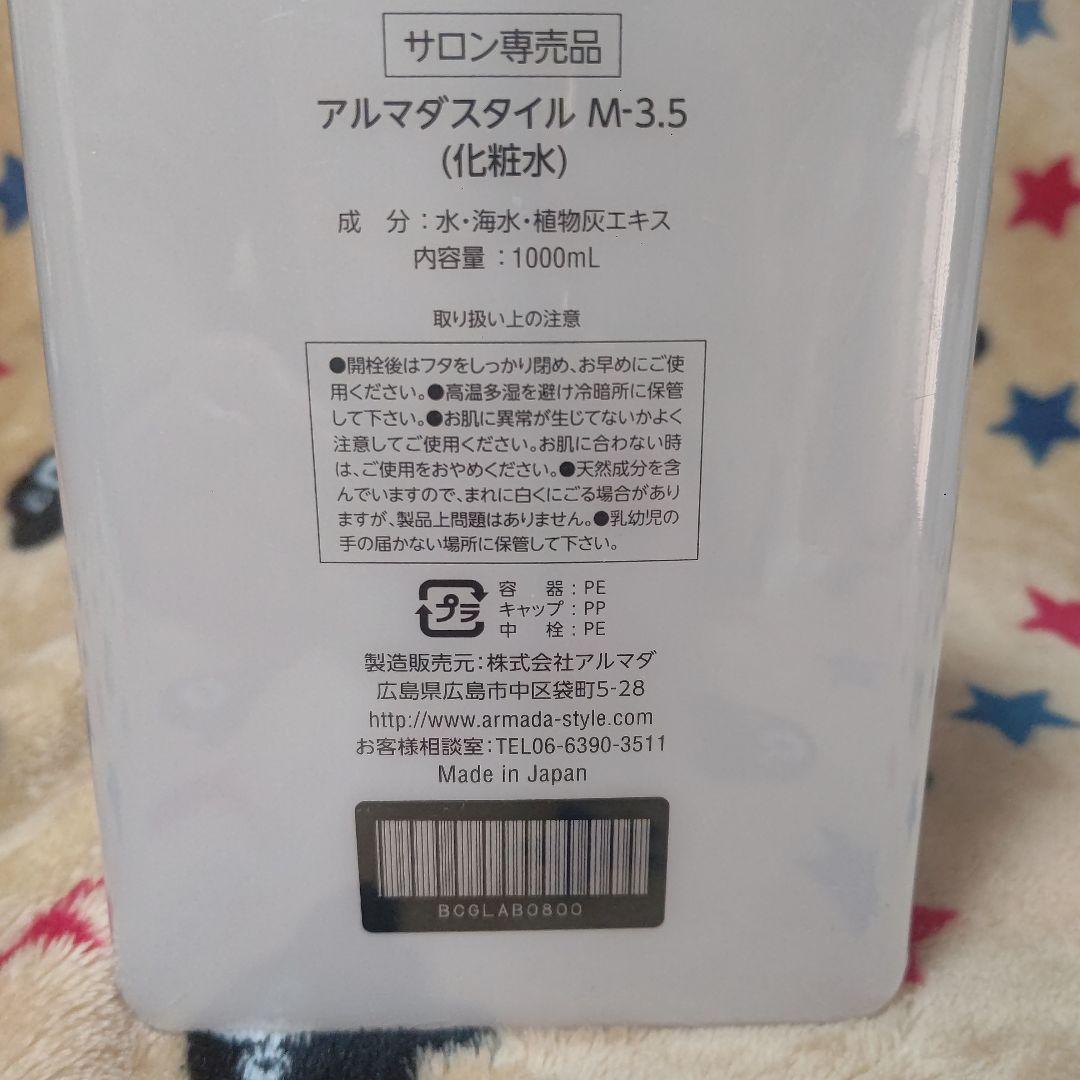 サロン専売品
アルマダスタイル M-3.5
(化粧水)
成　分：水・海水・植物灰エキス
内容量：1000mL
取り扱い上の注意
●開栓後はフタをしっかり閉め、お早めにご使
用ください。●高温多湿を避け冷暗所に保管
して下さい。●お肌に異常が生じてないかよく
注意してご使用ください。お肌に合わない時
は、ご使用をおやめください。●天然成分を含
んでいますので、まれに白くにごる場合があり
ますが、製品上問題はありません。●乳幼児の
手の届かない場所に保管して下さい。
プラ
容　器：PE
キャップ：PP
中　栓：PE
製造販売元：株式会社アルマダ
広島県広島市中区袋町5-28
http://www.armada-style.com
お客様相談室：TEL06-6390-3511
Made in Japan
BCGLAB0800